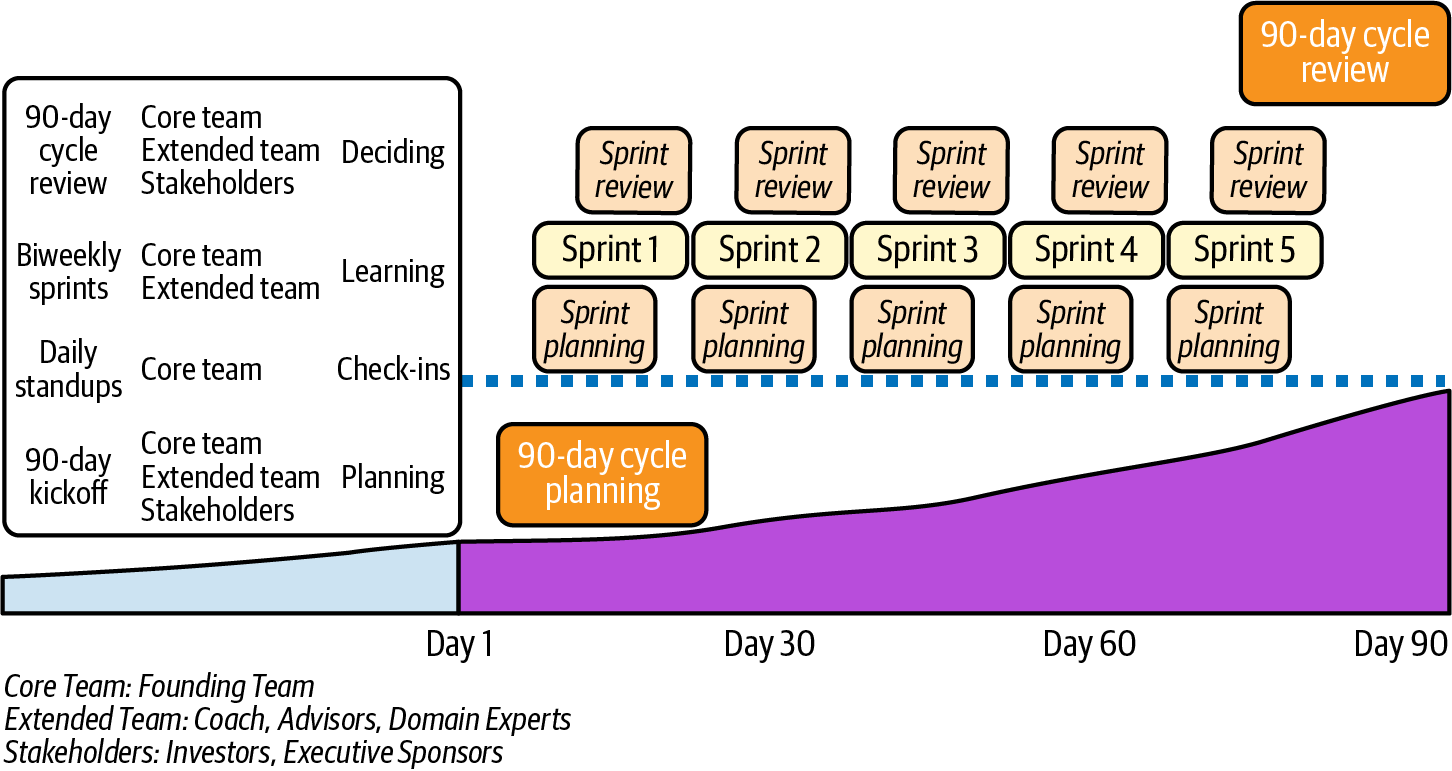 90-day cycle
review
90-day
cycle
review
Core team
Extended team
Stakeholders
Deciding
Biweekly
sprints
Core team
Extended team
Learning
Daily
standups
Core team
Check-ins
90-day
kickoff
Core team
Extended team
Stakeholders
Planning
Sprint
review
Sprint
review
Sprint
review
Sprint
review
Sprint
review
Sprint 1
Sprint 2
Sprint 3
Sprint 4
Sprint 5
Sprint
planning
Sprint
planning
Sprint
planning
Sprint
planning
Sprint
planning
90-day cycle
planning
Day 1
Day 30
Day 60
Day 90
Core Team: Founding Team
Extended Team: Coach, Advisors, Domain Experts
Stakeholders: Investors, Executive Sponsors